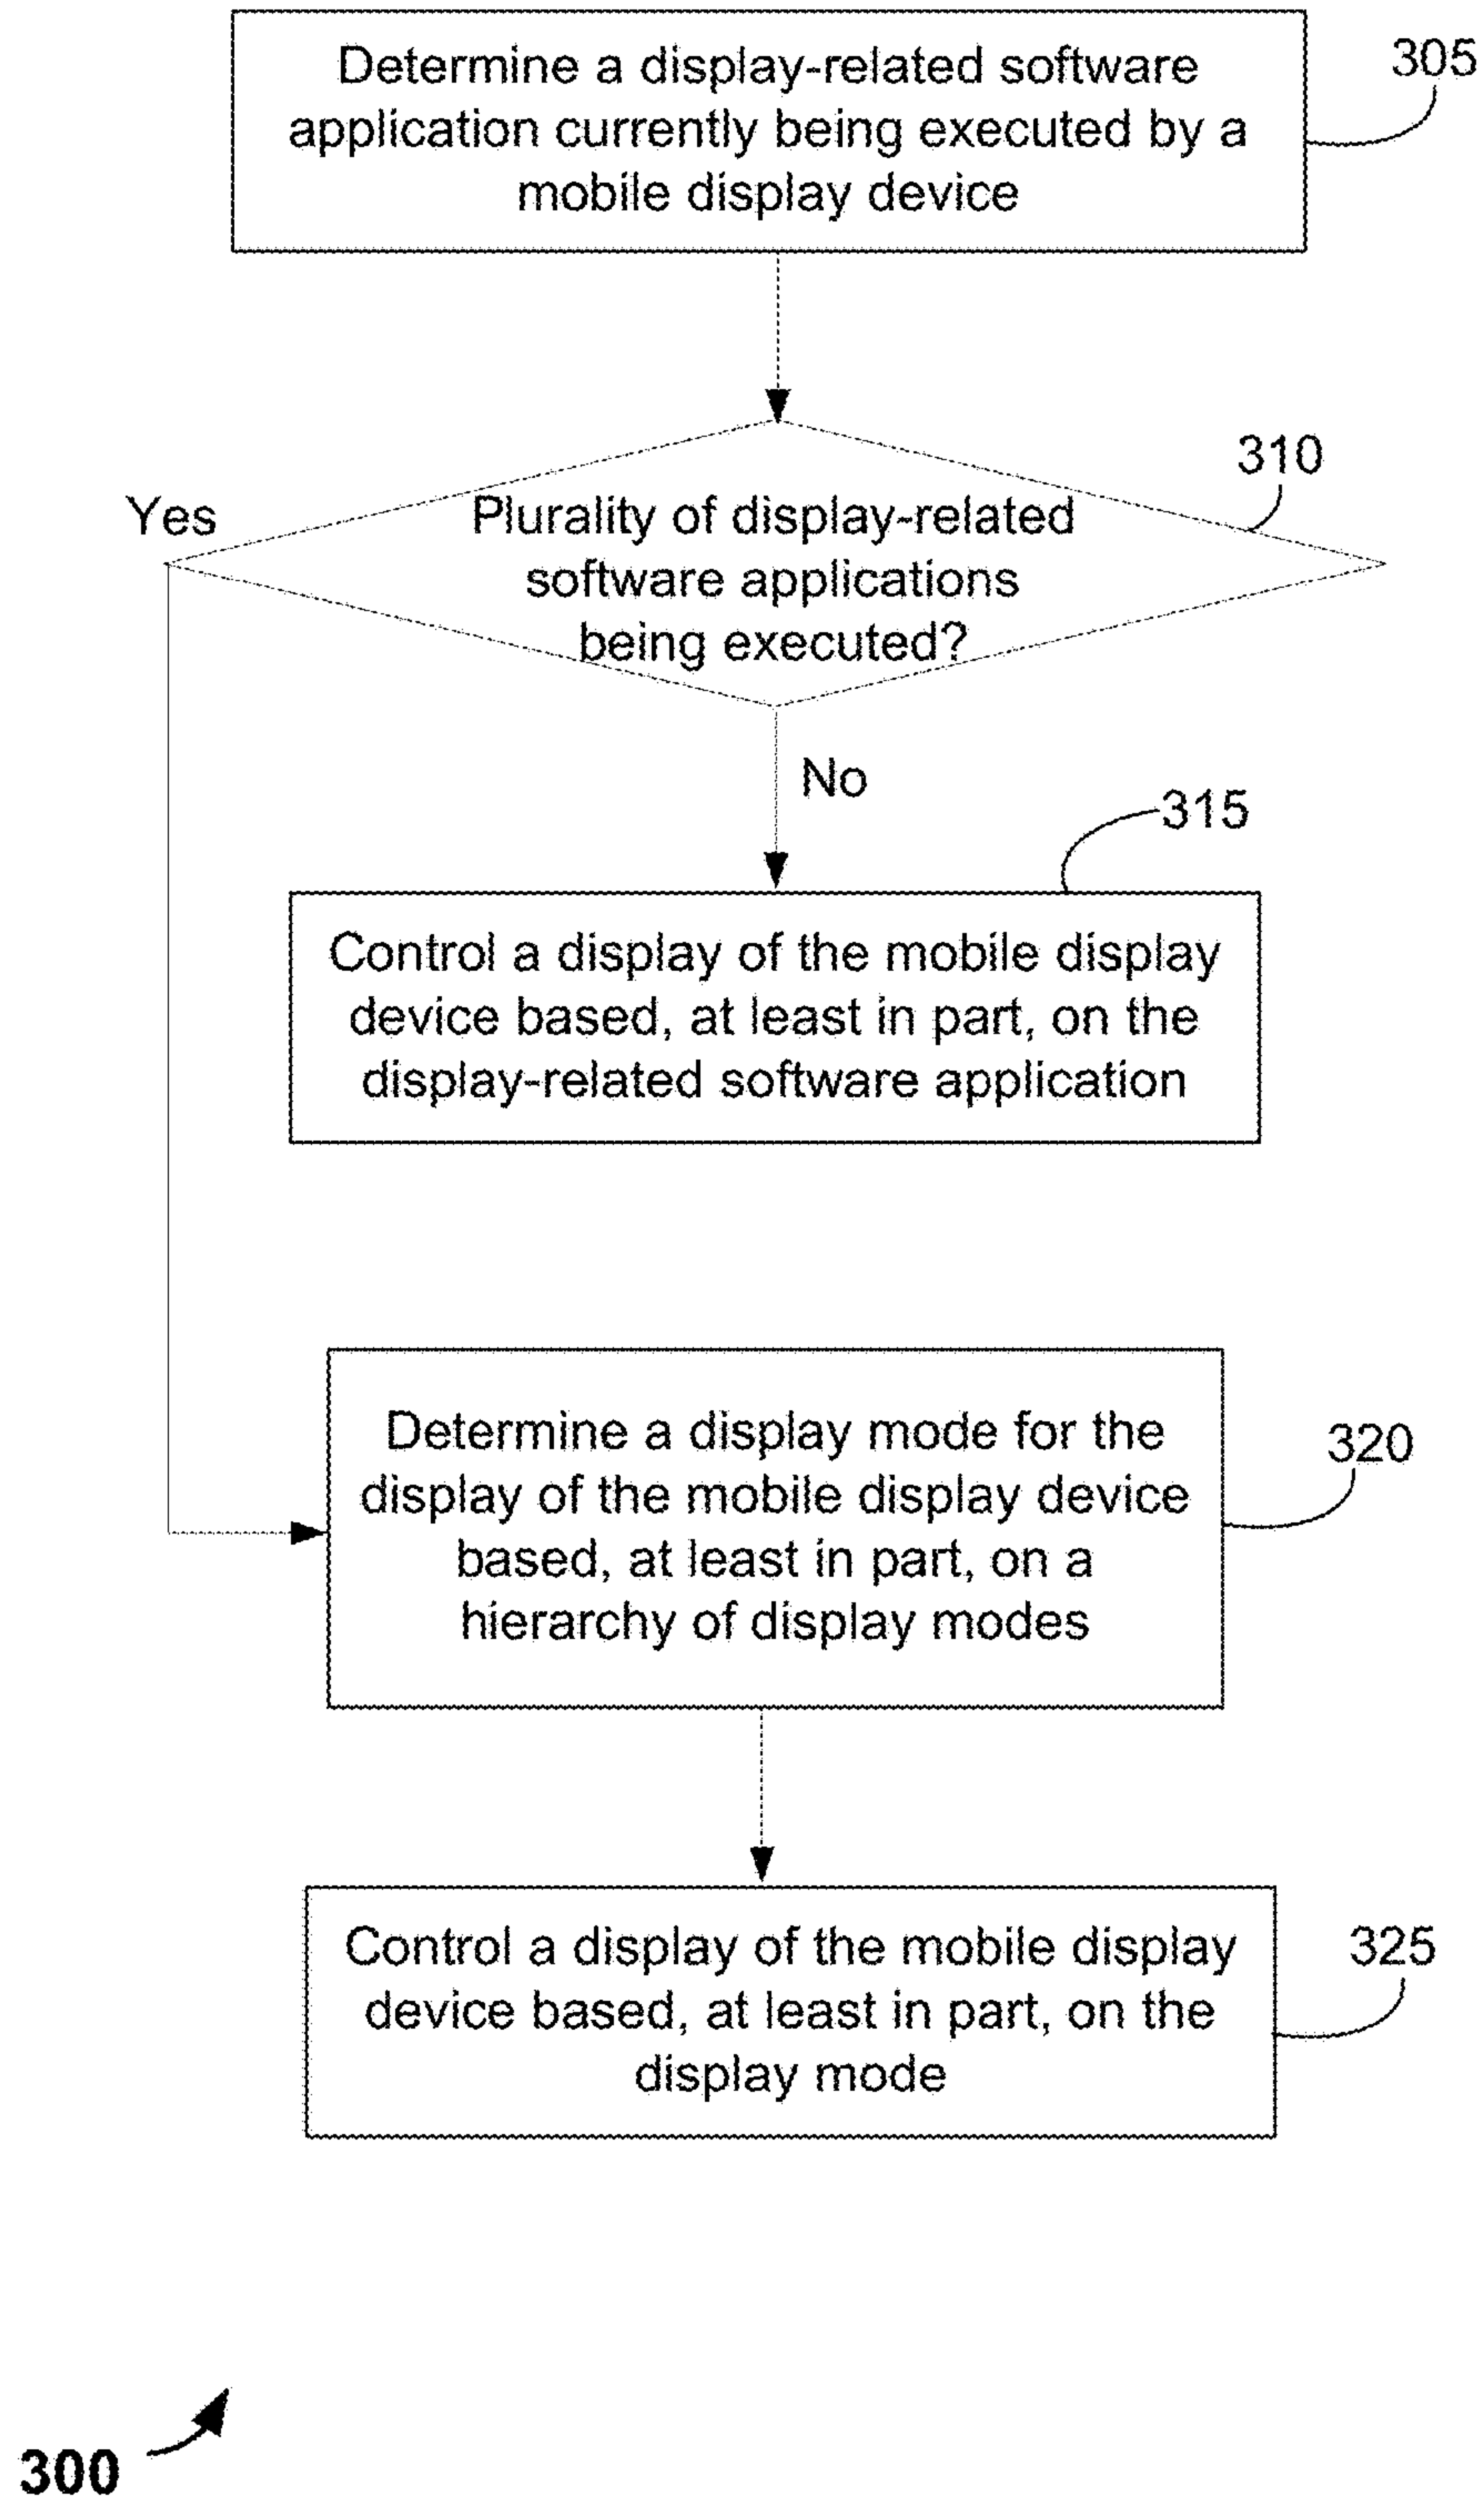 Determine a display-related software
application currently being executed by a
mobile display device
305
310
Yes
Plurality of display-related
software applications
being executed?
No
315
Control a display of the mobile display
device based, at least in part, on the
display-related software application
Determine a display mode for the
display of the mobile display device
based, at least in part, on a
hierarchy of display modes
320
Control a display of the mobile display
device based, at least in part, on the
display mode
325
300